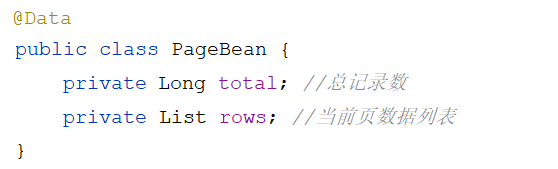 @Data
public class PageBean {
    private Long total; //总记录数
    private List rows; //当前页数据列表
}